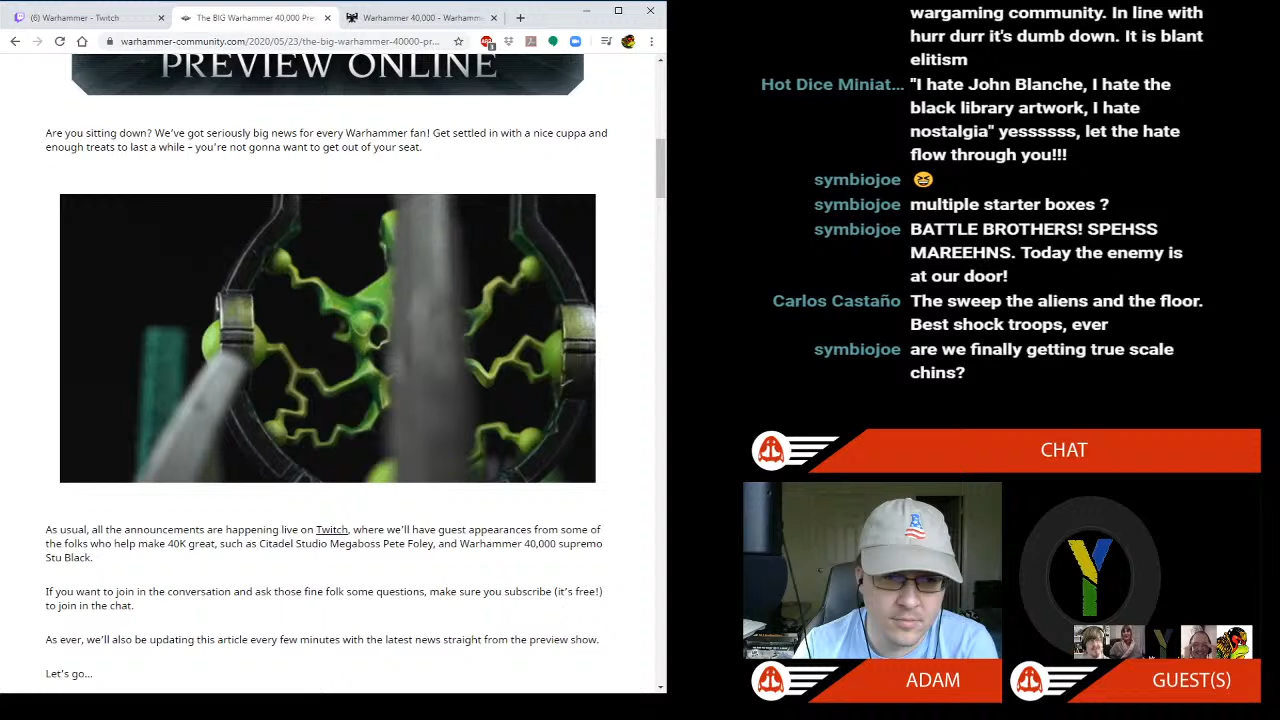 (6) Warhammer - Twitch
The BIG Warhammer 40,000 Pre
Warhammer 40,000 - Warhamm
warhammer-community.com/2020/05/23/the-big-warhammer-40000-pr...
PREVIEW ONLINE
Are you sitting down? We've got seriously big news for every Warhammer fan! Get settled in with a nice cuppa and
enough treats to last a while – you're not gonna want to get out of your seat.
As usual, all the announcements are happening live on Twitch, where we'll have guest appearances from some of
the folks who help make 40K great, such as Citadel Studio Megaboss Pete Foley, and Warhammer 40,000 supremo
Stu Black.
If you want to join in the conversation and ask those fine folk some questions, make sure you subscribe (it's free!)
to join in the chat.
As ever, we'll also be updating this article every few minutes with the latest news straight from the preview show.
Let's go...
wargaming community. In line with
hurr durr it's dumb down. It is blant
elitism
Hot Dice Miniat... "I hate John Blanche, I hate the
black library artwork, I hate
nostalgia" yessssss, let the hate
flow through you!!!
symbiojoe 😆
symbiojoe multiple starter boxes ?
symbiojoe BATTLE BROTHERS! SPEHSS
MAREEHNS. Today the enemy is
at our door!
Carlos Castaño The sweep the aliens and the floor.
Best shock troops, ever
symbiojoe are we finally getting true scale
chins?
CHAT
Y
ADAM
GUEST(S)